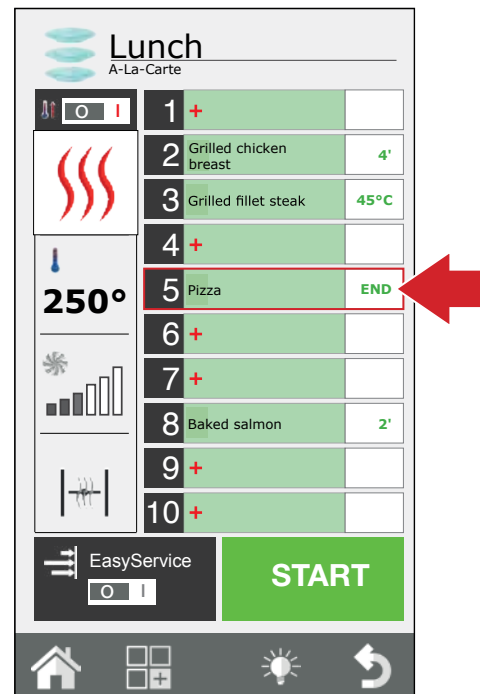 Lunch
A-La-Carte
O I
1 +
2 Grilled chicken breast 4'
3 Grilled fillet steak 45°C
4 +
250°
5 Pizza END
6 +
7 +
8 Baked salmon 2'
9 +
10 +
EasyService
O I
START